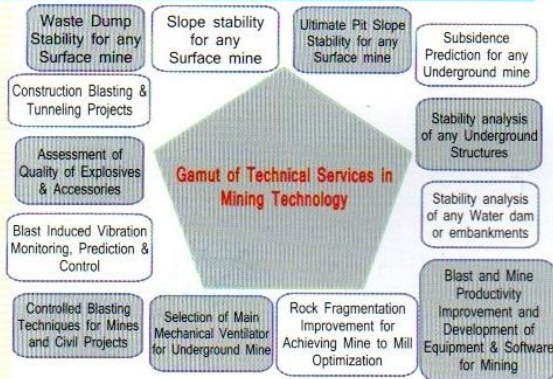 Waste Dump
Stability for any
Surface mine
Slope stability
for any
Surface mine
Ultimate Pit Slope
Stability for any
Surface mine
Subsidence
Prediction for any
Underground mine
Construction Blasting &
Tunneling Projects
Stability analysis
of any Underground
Structures
Assessment of
Quality of Explosives
& Accessories
Gamut of Technical Services in
Mining Technology
Stability analysis
of any Water dam
or embankments
Blast Induced Vibration
Monitoring, Prediction &
Control
Controlled Blasting
Techniques for Mines
and Civil Projects
Selection of Main
Mechanical Ventilator
for Underground Mine
Rock Fragmentation
Improvement for
Achieving Mine to Mill
Optimization
Blast and Mine
Productivity
Improvement and
Development of
Equipment & Software
for Mining